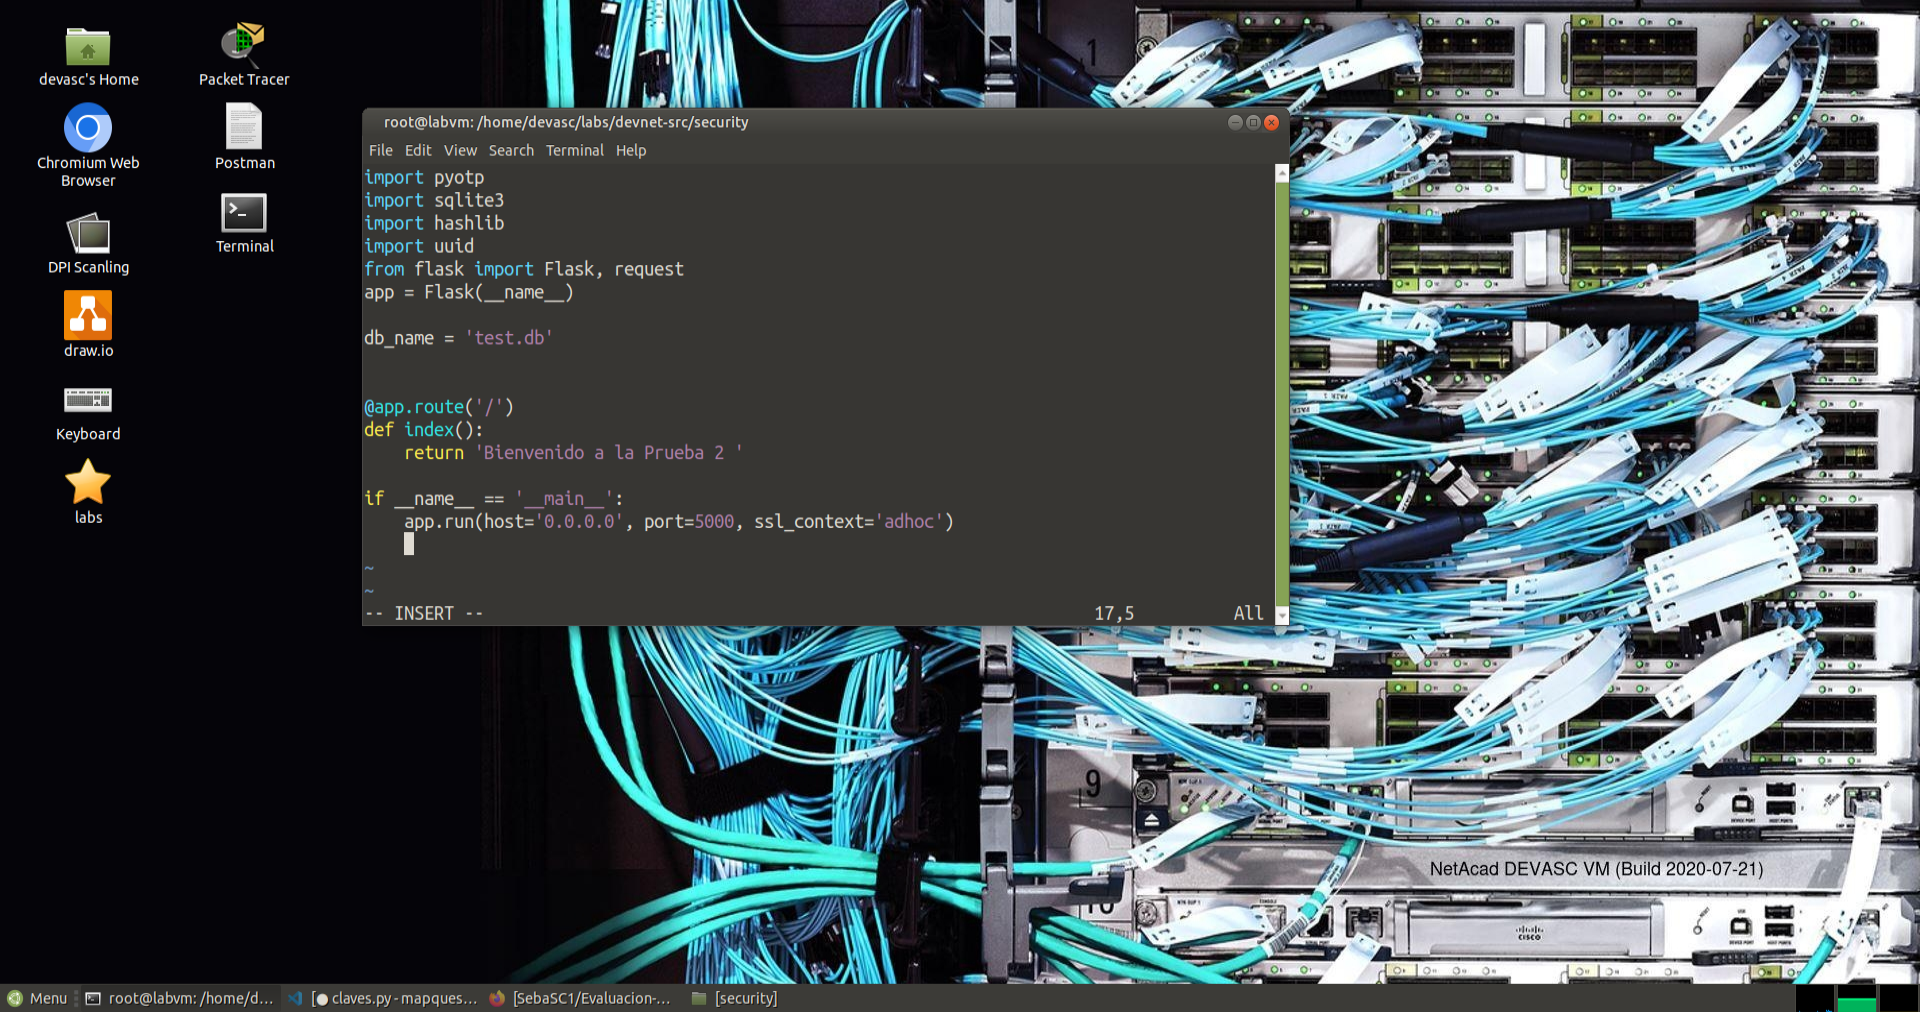 devasc's Home
Packet Tracer
Chromium Web
Browser
Postman
DPI Scanling
Terminal
draw.io
Keyboard
labs
root@labvm: /home/devasc/labs/devnet-src/security
File Edit View Search Terminal Help
import pyotp
import sqlite3
import hashlib
import uuid
from flask import Flask, request
app = Flask(__name__)
db_name = 'test.db'
@app.route('/')
def index():
    return 'Bienvenido a la Prueba 2 '
if __name__ == '__main__':
    app.run(host='0.0.0.0', port=5000, ssl_context='adhoc')
~
~
-- INSERT -- 17,5 All
1
9
10
CISCO
NetAcad DEVASC VM (Build 2020-07-21)
Menu
root@labvm: /home/d...
[● claves.py - mapques...
[SebaSC1/Evaluacion-...
[security]